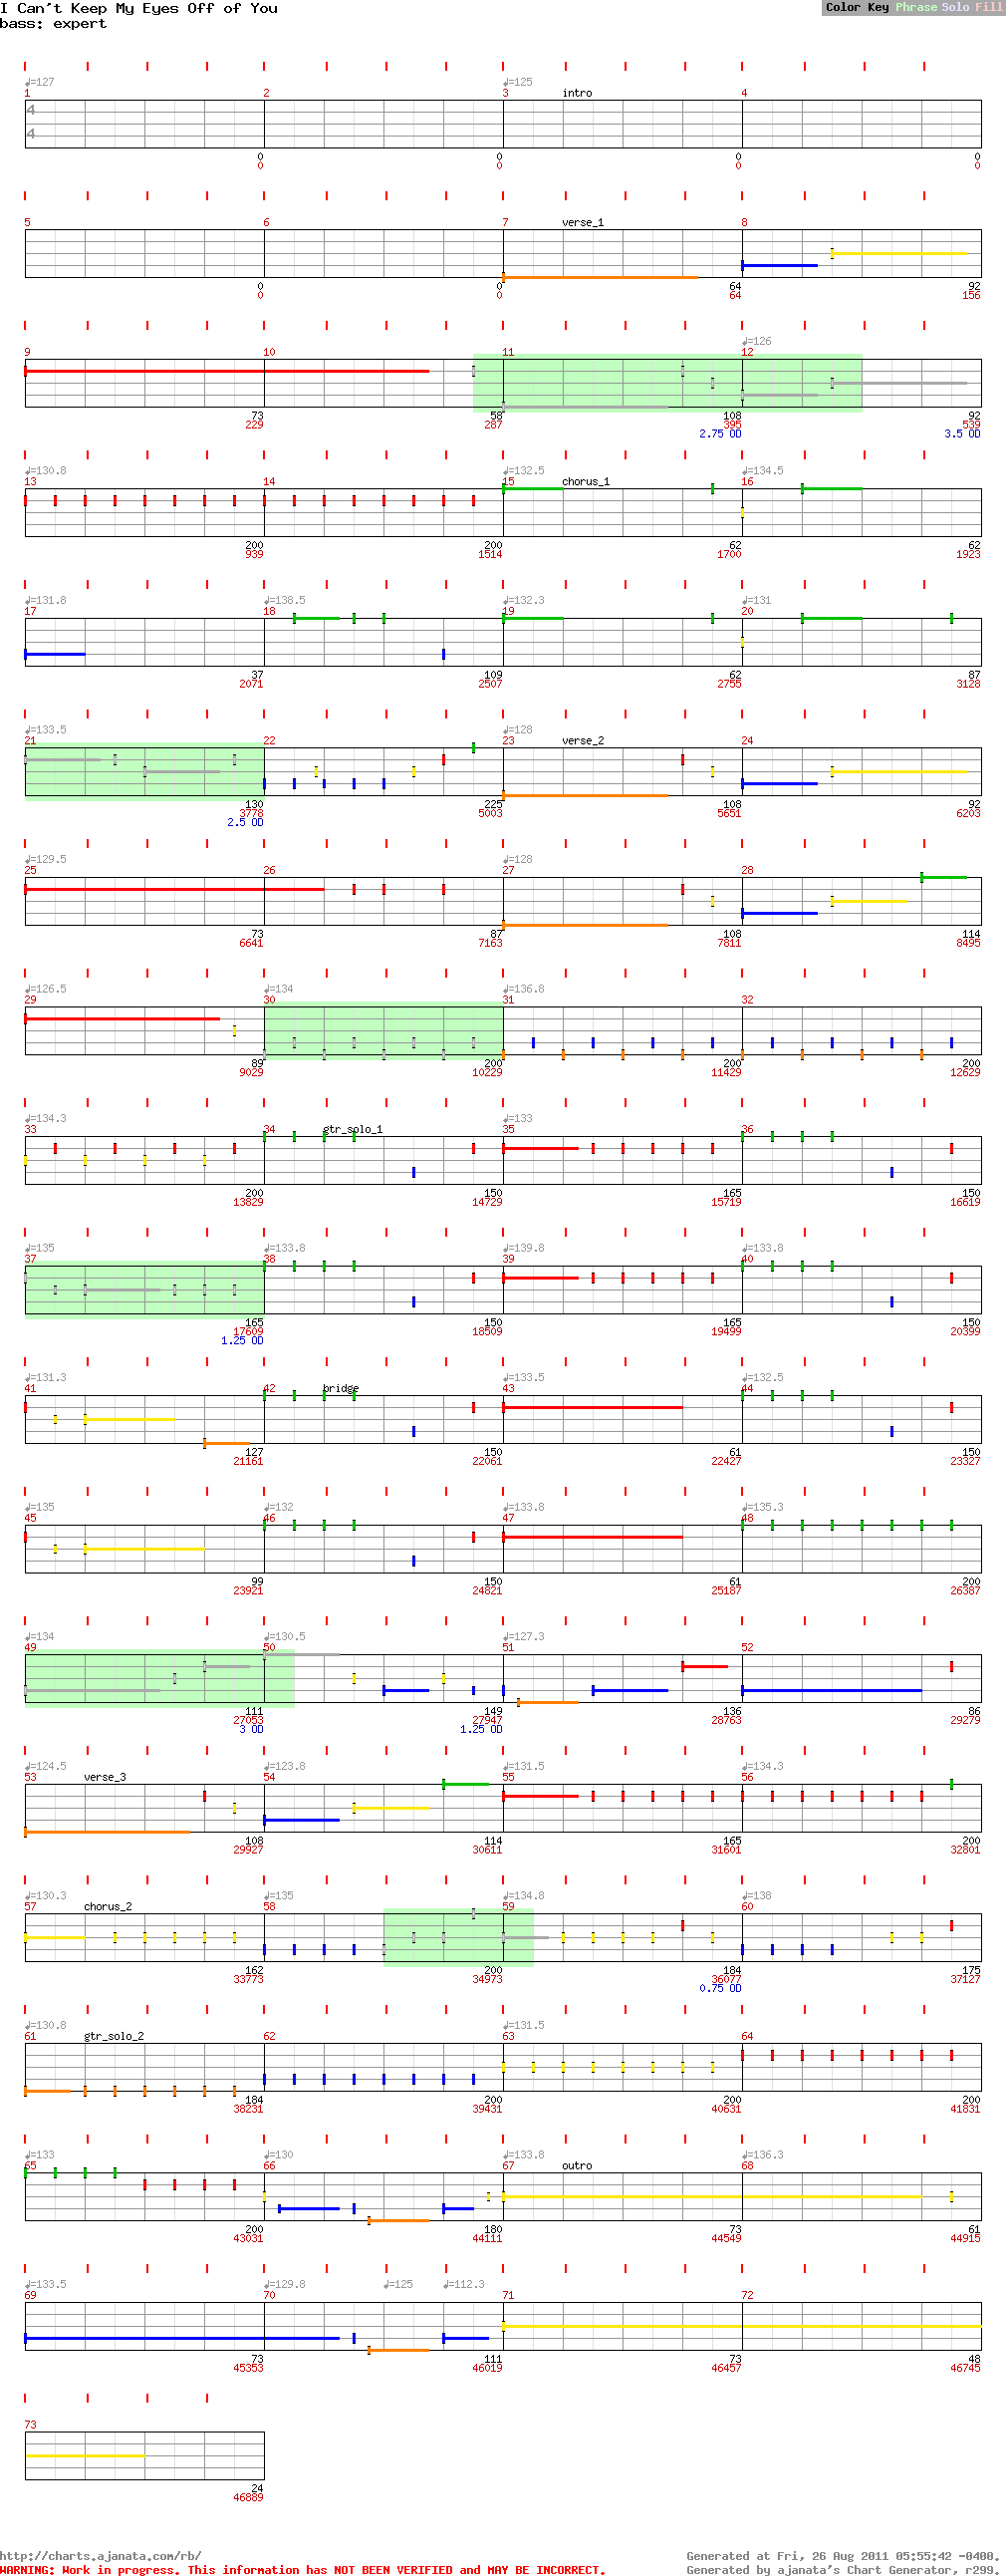 I Can't Keep My Eyes Off of You
Color Key Phrase Solo Fill
bass: expert
♩=127 ♩=125
1 2 3 intro 4
4
4
0 0 0 0
0 0 0 0
5 6 7 verse_1 8
0 0 64 92
0 0 64 156
♩=126
9 10 11 12
73 58 108 92
229 287 395 539
2.75 OD 3.5 OD
♩=130.8 ♩=132.5 ♩=134.5
13 14 15 chorus_1 16
200 200 62 62
939 1514 1700 1923
♩=131.8 ♩=138.5 ♩=132.3 ♩=131
17 18 19 20
37 109 62 87
2071 2507 2755 3128
♩=133.5 ♩=128
21 22 23 verse_2 24
130 225 108 92
3778 5003 5651 6203
2.5 OD
♩=129.5 ♩=128
25 26 27 28
73 87 108 114
6641 7163 7811 8495
♩=126.5 ♩=134 ♩=136.8
29 30 31 32
89 200 200 200
9029 10229 11429 12629
♩=134.3 ♩=133
33 34 gtr_solo_1 35 36
200 150 165 150
13829 14729 15719 16619
♩=135 ♩=133.8 ♩=139.8 ♩=133.8
37 38 39 40
165 150 165 150
17609 18509 19499 20399
1.25 OD
♩=131.3 ♩=133.5 ♩=132.5
41 42 bridge 43 44
127 150 61 150
21161 22061 22427 23327
♩=135 ♩=132 ♩=133.8 ♩=135.3
45 46 47 48
99 150 61 200
23921 24821 25187 26387
♩=134 ♩=130.5 ♩=127.3
49 50 51 52
111 149 136 86
27053 27947 28763 29279
3 OD 1.25 OD
♩=124.5 ♩=123.8 ♩=131.5 ♩=134.3
53 verse_3 54 55 56
108 114 165 200
29927 30611 31601 32801
♩=130.3 ♩=135 ♩=134.8 ♩=138
57 chorus_2 58 59 60
162 200 184 175
33773 34973 36077 37127
0.75 OD
♩=130.8 ♩=131.5
61 gtr_solo_2 62 63 64
184 200 200 200
38231 39431 40631 41831
♩=133 ♩=130 ♩=133.8 ♩=136.3
65 66 67 outro 68
200 180 73 61
43031 44111 44549 44915
♩=133.5 ♩=129.8 ♩=125 ♩=112.3
69 70 71 72
73 111 73 48
45353 46019 46457 46745
73
24
46889
http://charts.ajanata.com/rb/ Generated at Fri, 26 Aug 2011 05:55:42 -0400.
WARNING: Work in progress. This information has NOT BEEN VERIFIED and MAY BE INCORRECT. Generated by ajanata's Chart Generator, r299.